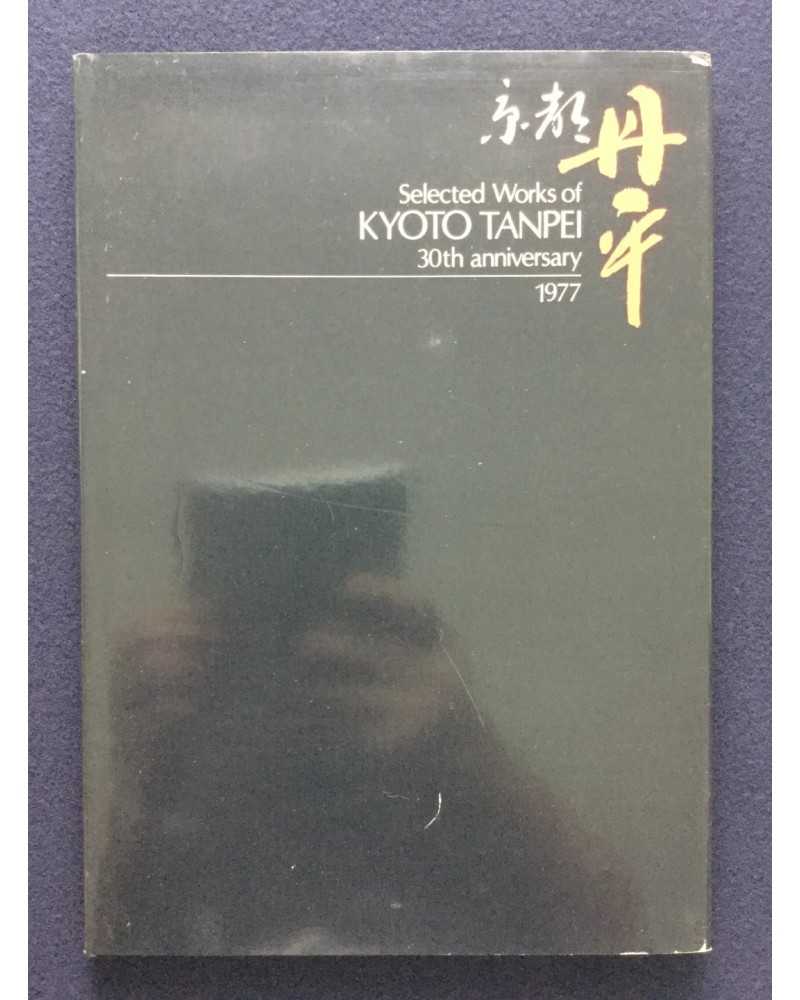 京都
丹平
Selected Works of
KYOTO TANPEI
30th anniversary
1977